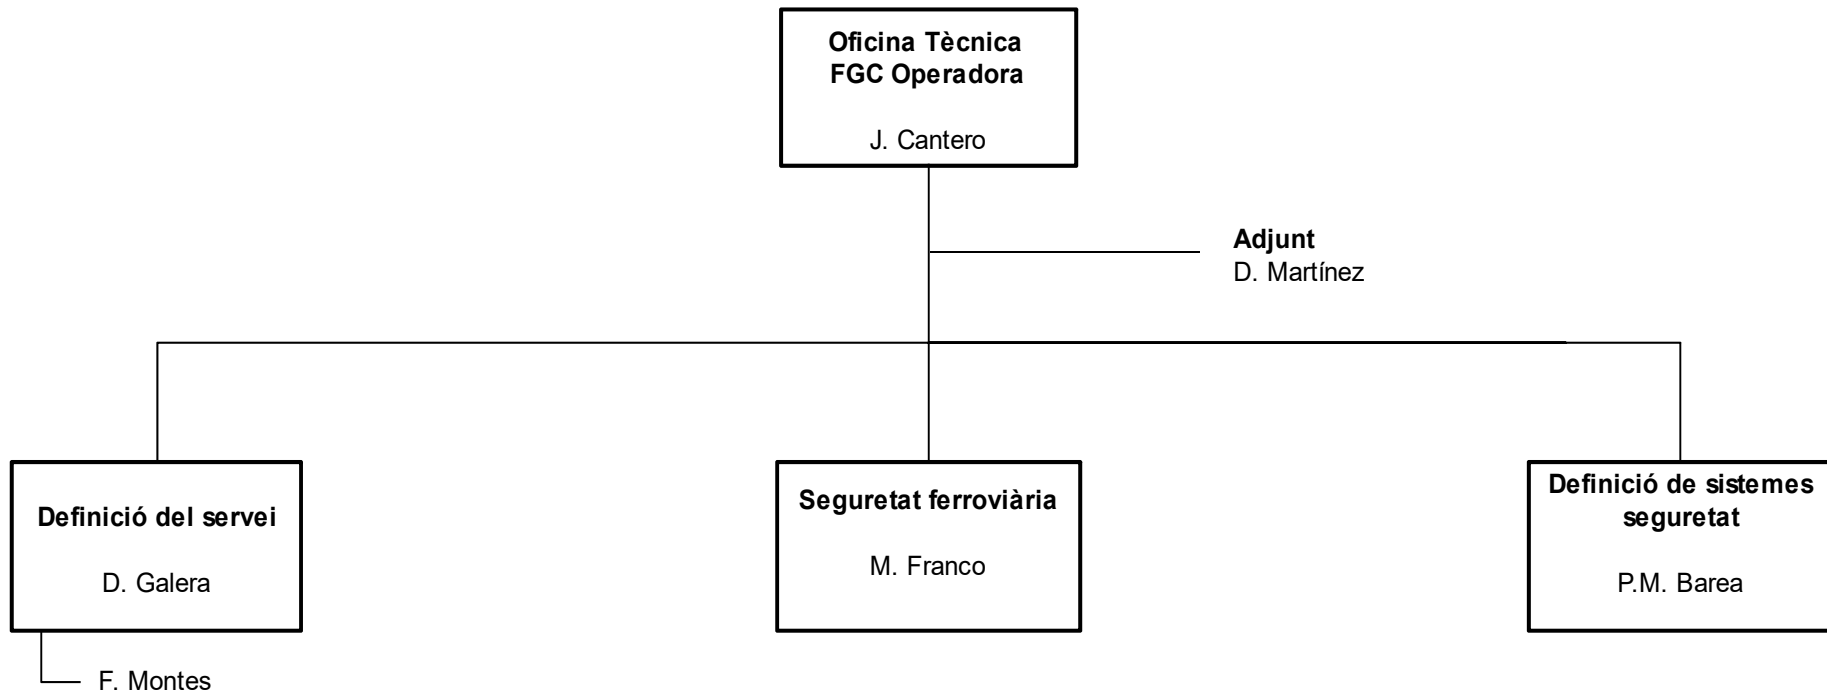 Oficina Tècnica
FGC Operadora
J. Cantero
Adjunt
D. Martínez
Definició del servei
D. Galera
F. Montes
Seguretat ferroviària
M. Franco
Definició de sistemes
seguretat
P.M. Barea